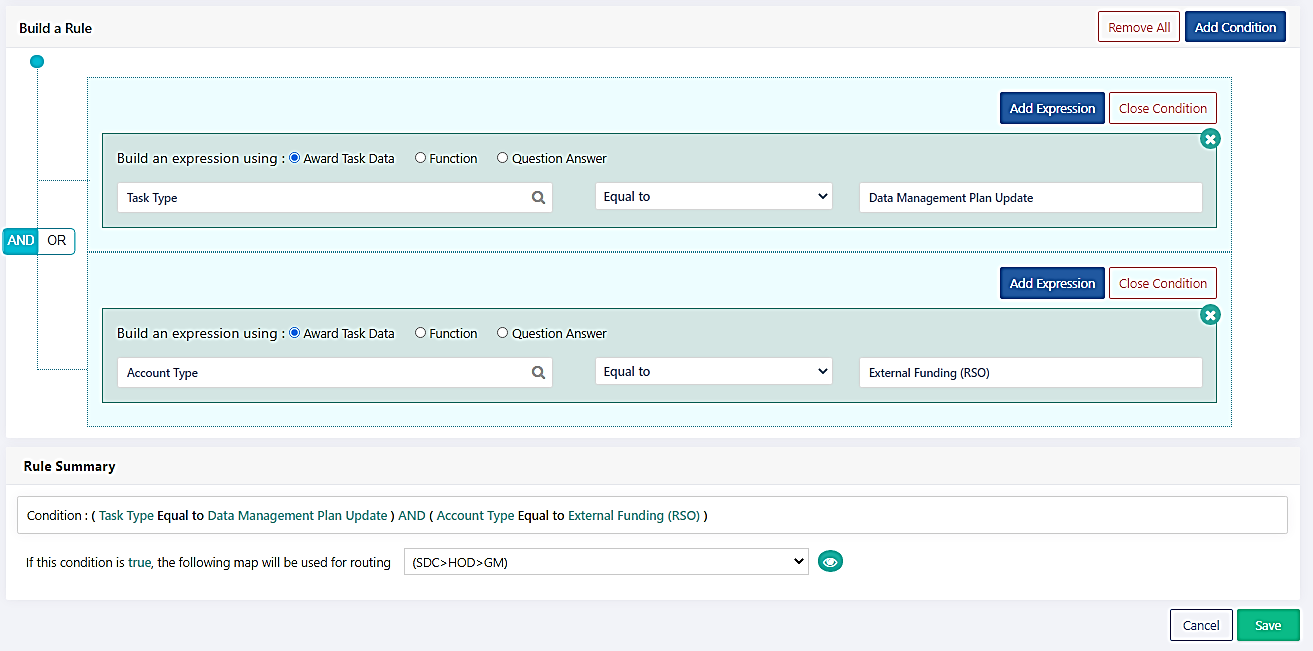 Build a Rule
Remove All
Add Condition
Add Expression
Close Condition
Build an expression using : Award Task Data Function Question Answer
Task Type
Equal to
Data Management Plan Update
AND OR
Add Expression
Close Condition
Build an expression using : Award Task Data Function Question Answer
Account Type
Equal to
External Funding (RSO)
Rule Summary
Condition : ( Task Type Equal to Data Management Plan Update ) AND ( Account Type Equal to External Funding (RSO) )
If this condition is true, the following map will be used for routing
(SDC>HOD>GM)
Cancel
Save